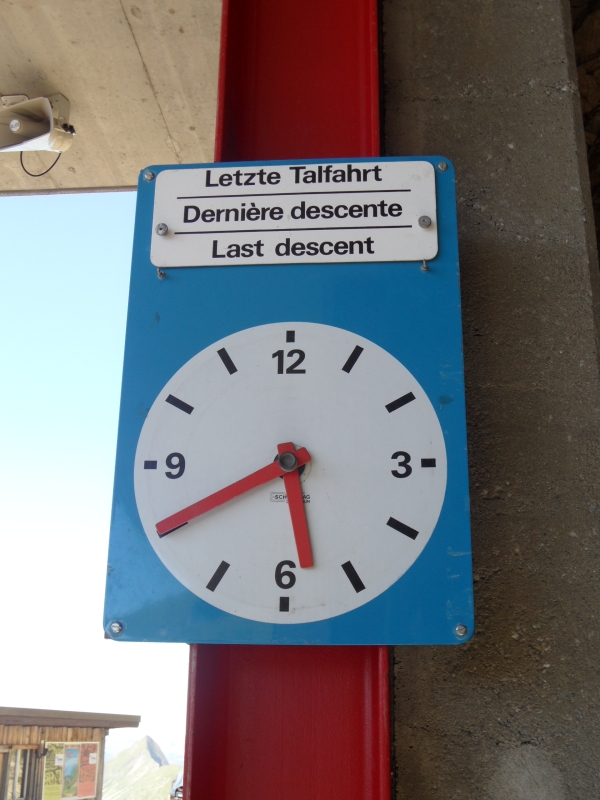 Letzte Talfahrt
Dernière descente
Last descent
12
9
3
6